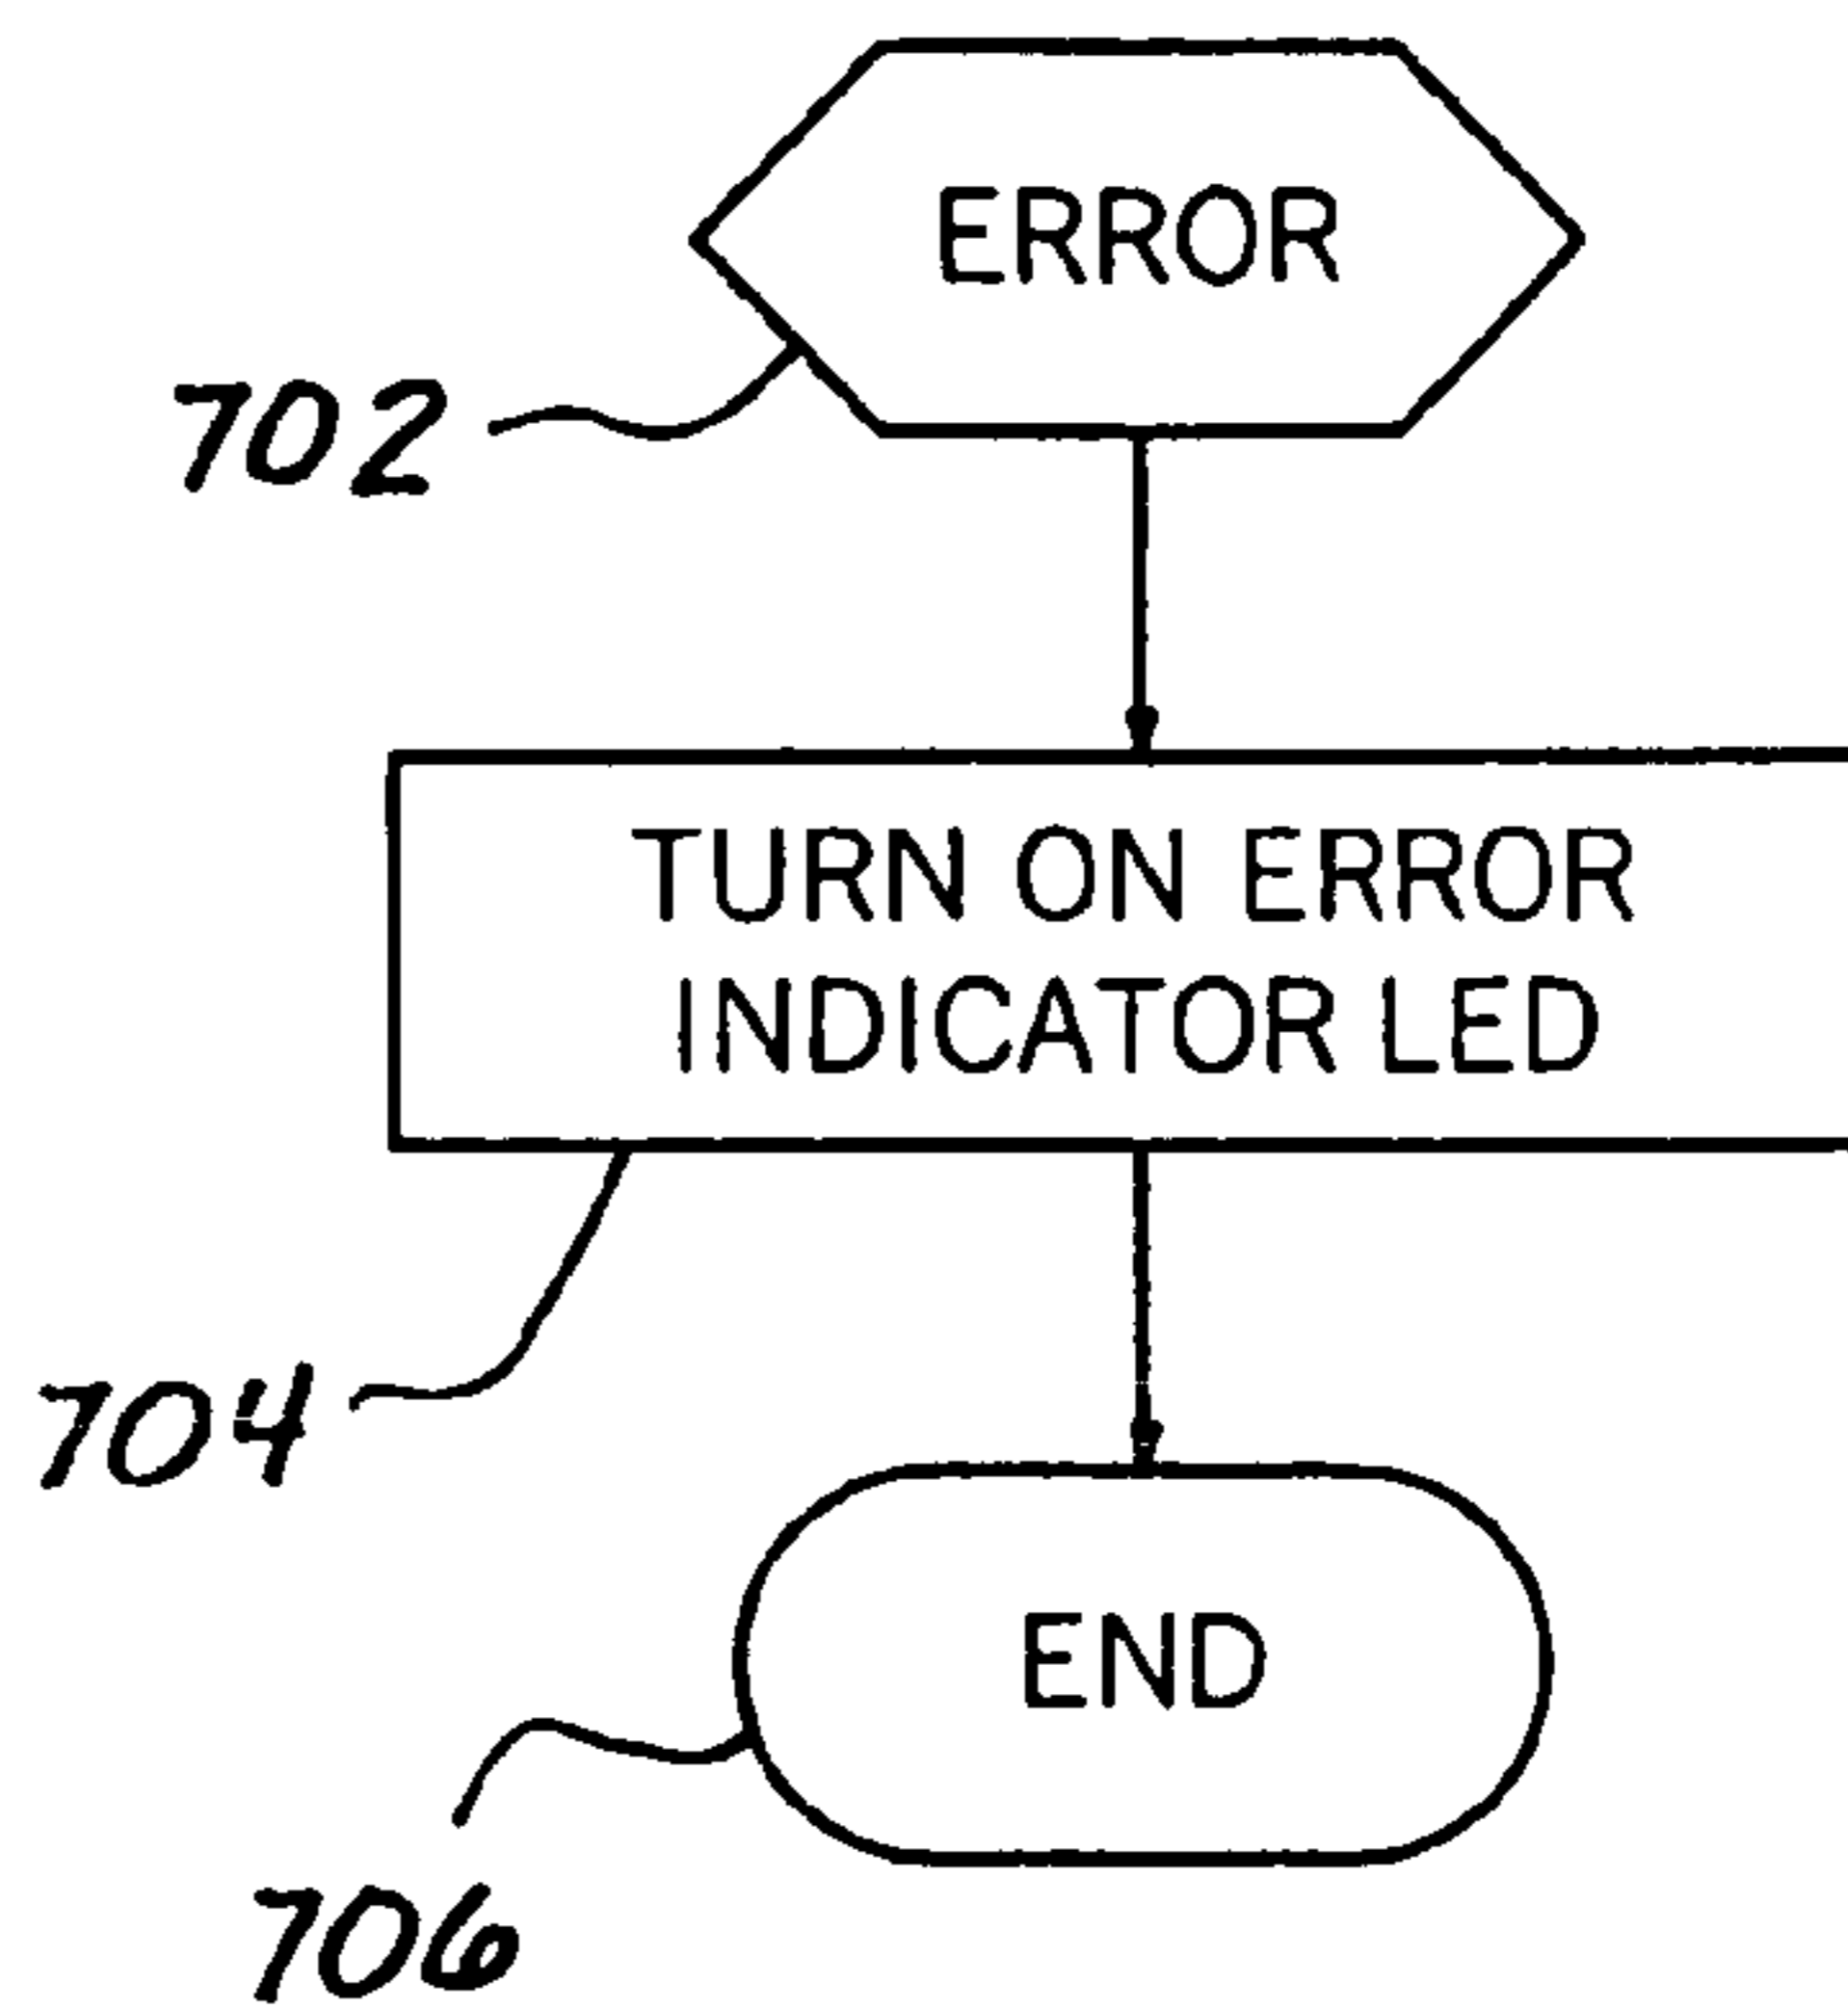 ERROR
702
TURN ON ERROR
INDICATOR LED
704
END
706